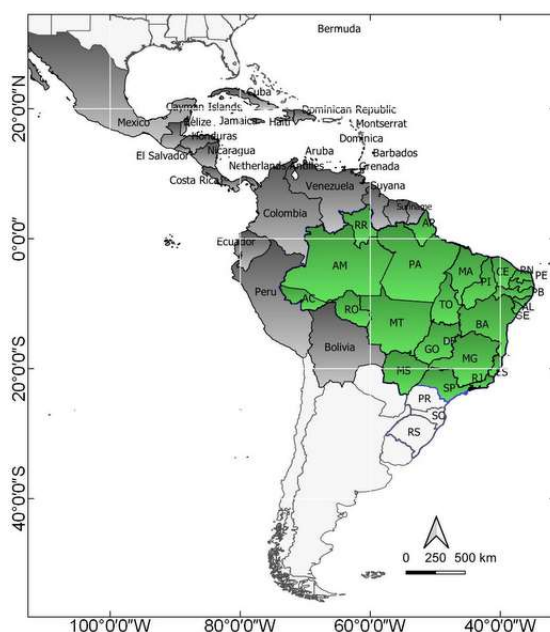 Bermuda
20°0'0"N
Cuba
Cayman Islands
Dominican Republic
Mexico
Belize
Jamaica
Haiti
Montserrat
Honduras
Dominica
El Salvador
Nicaragua
Aruba
Barbados
Netherlands Antilles
Grenada
Costa Rica
Venezuela
Guyana
Suriname
Colombia
RR
AP
0°0'0"
Ecuador
AM
PA
MA
CE
RN
PE
Peru
AC
RO
TO
PI
PB
AL
SE
MT
BA
Bolivia
GO
DF
MG
20°0'0"S
MS
SP
RJ
ES
PR
SC
RS
40°0'0"S
0 250 500 km
100°0'0"W 80°0'0"W 60°0'0"W 40°0'0"W